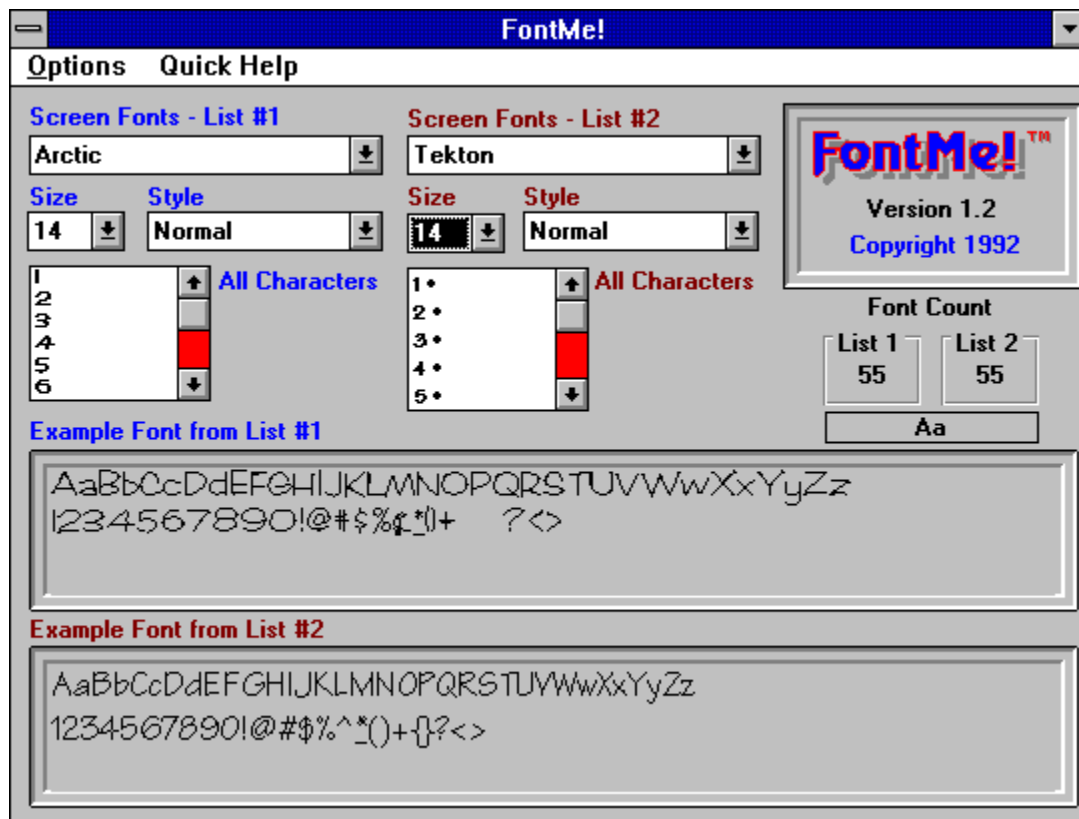 FontMe!
Options Quick Help
Screen Fonts - List #1 Screen Fonts - List #2
Arctic Tekton
FontMe!™
Size Style Size Style
Version 1.2
14 Normal 14 Normal
Copyright 1992
All Characters All Characters
1 1•
2 2•
3 3•
4 4•
5 5•
6
Font Count
List 1 List 2
55 55
Aa
Example Font from List #1
AaBbCcDdEFGHIJKLMNOPQRSTUVWwXxYyZz
1234567890!@#$%¢*_()+ ?<>
Example Font from List #2
AaBbCcDdEFGHIJKLMNOPQRSTUVWwXxYyZz
1234567890!@#$%^*_()+{}?<>